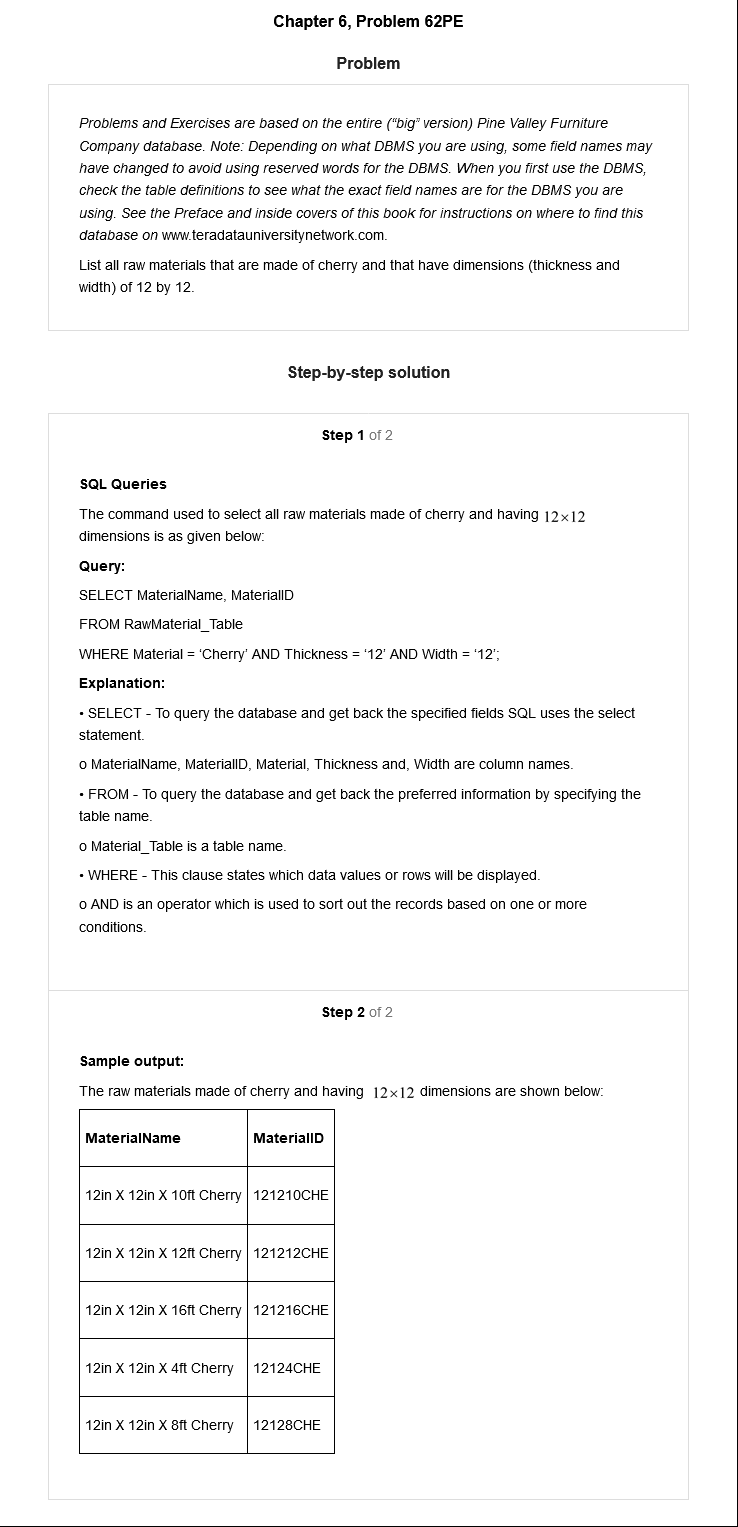 Chapter 6, Problem 62PE
Problem
Problems and Exercises are based on the entire (“big” version) Pine Valley Furniture
Company database. Note: Depending on what DBMS you are using, some field names may
have changed to avoid using reserved words for the DBMS. When you first use the DBMS,
check the table definitions to see what the exact field names are for the DBMS you are
using. See the Preface and inside covers of this book for instructions on where to find this
database on www.teradatauniversitynetwork.com.
List all raw materials that are made of cherry and that have dimensions (thickness and
width) of 12 by 12.
Step-by-step solution
Step 1 of 2
SQL Queries
The command used to select all raw materials made of cherry and having 12×12
dimensions is as given below:
Query:
SELECT MaterialName, MaterialID
FROM RawMaterial_Table
WHERE Material = ‘Cherry’ AND Thickness = ‘12’ AND Width = ‘12’;
Explanation:
• SELECT - To query the database and get back the specified fields SQL uses the select
statement.
o MaterialName, MaterialID, Material, Thickness and, Width are column names.
• FROM - To query the database and get back the preferred information by specifying the
table name.
o Material_Table is a table name.
• WHERE - This clause states which data values or rows will be displayed.
o AND is an operator which is used to sort out the records based on one or more
conditions.
Step 2 of 2
Sample output:
The raw materials made of cherry and having 12×12 dimensions are shown below:
MaterialName MaterialID
12in X 12in X 10ft Cherry 121210CHE
12in X 12in X 12ft Cherry 121212CHE
12in X 12in X 16ft Cherry 121216CHE
12in X 12in X 4ft Cherry 12124CHE
12in X 12in X 8ft Cherry 12128CHE